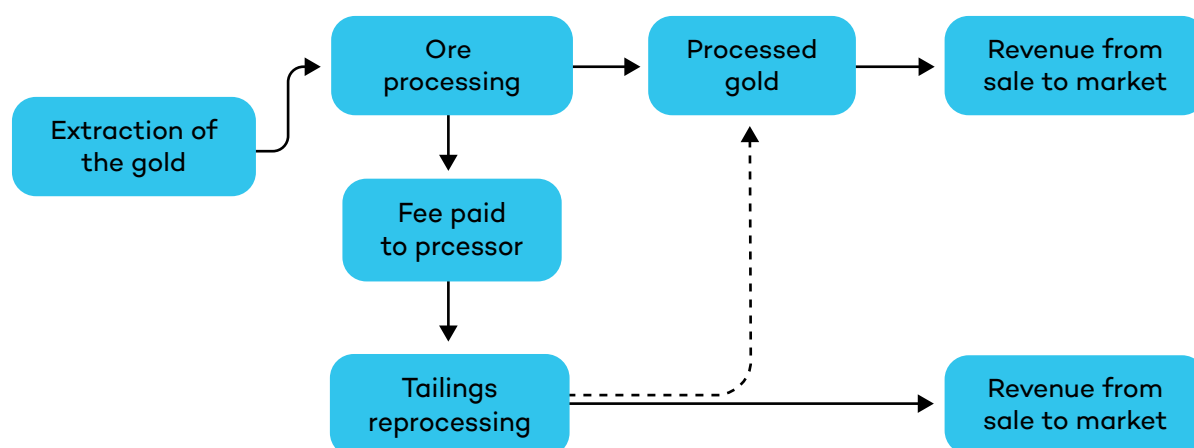 Ore
processing
Processed
gold
Revenue from
sale to market
Extraction of
the gold
Fee paid
to prcessor
Tailings
reprocessing
Revenue from
sale to market